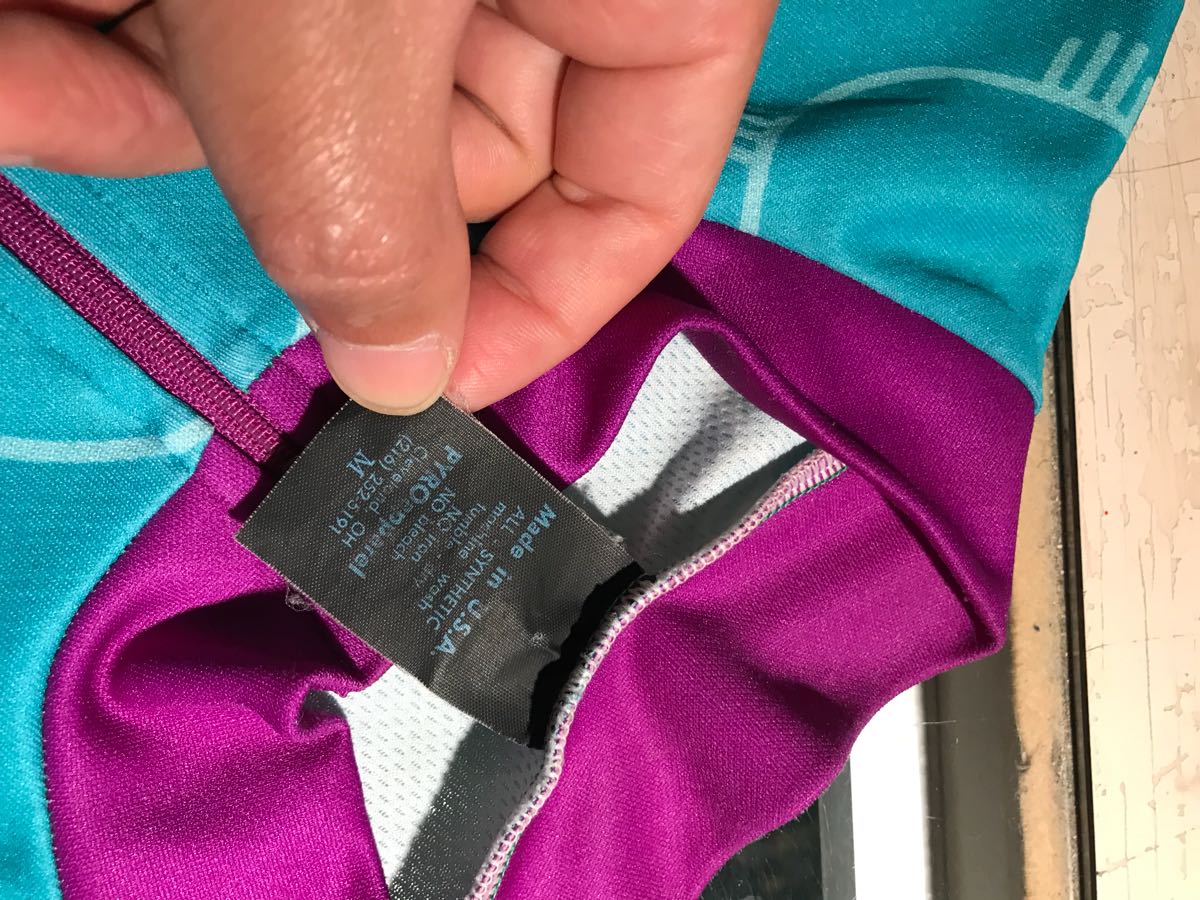 Made in U.S.A.
ALL SYNTHETIC
machine wash
tumble dry
NO iron
NO bleach
PYRO apparel
Cleveland OH
(216) 252-5191
M